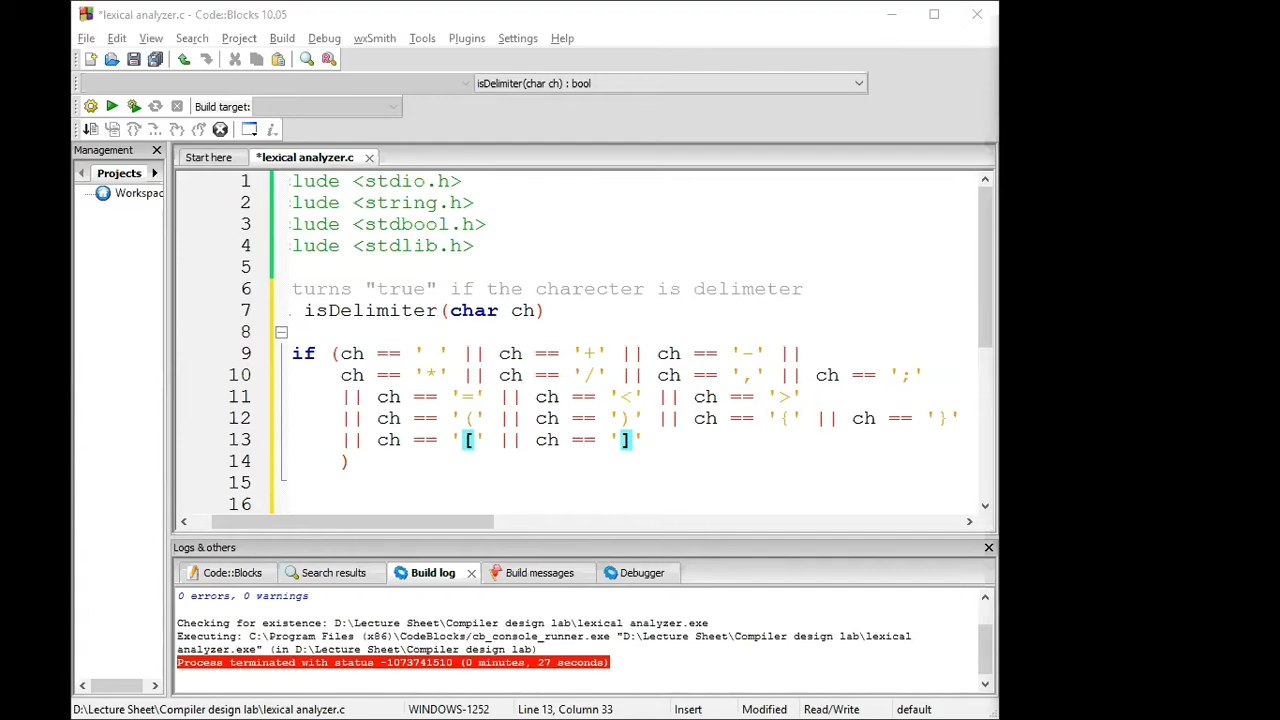 *lexical analyzer.c - Code::Blocks 10.05
File Edit View Search Project Build Debug wxSmith Tools Plugins Settings Help
isDelimiter(char ch) : bool
Build target:
Management
Projects
Workspac
Start here *lexical analyzer.c
1 lude <stdio.h>
2 lude <string.h>
3 lude <stdbool.h>
4 lude <stdlib.h>
5
6 turns "true" if the charecter is delimeter
7 isDelimiter(char ch)
8
9 if (ch == ' ' || ch == '+' || ch == '-' ||
10 ch == '*' || ch == '/' || ch == ',' || ch == ';'
11 || ch == '=' || ch == '<' || ch == '>'
12 || ch == '(' || ch == ')' || ch == '{' || ch == '}'
13 || ch == '[' || ch == ']'
14 )
15
16
Logs & others
Code::Blocks Search results Build log Build messages Debugger
0 errors, 0 warnings
Checking for existence: D:\Lecture Sheet\Compiler design lab\lexical analyzer.exe
Executing: C:\Program Files (x86)\CodeBlocks/cb_console_runner.exe "D:\Lecture Sheet\Compiler design lab\lexical
analyzer.exe" (in D:\Lecture Sheet\Compiler design lab)
Process terminated with status -1073741510 (0 minutes, 27 seconds)
D:\Lecture Sheet\Compiler design lab\lexical analyzer.c WINDOWS-1252 Line 13, Column 33 Insert Modified Read/Write default